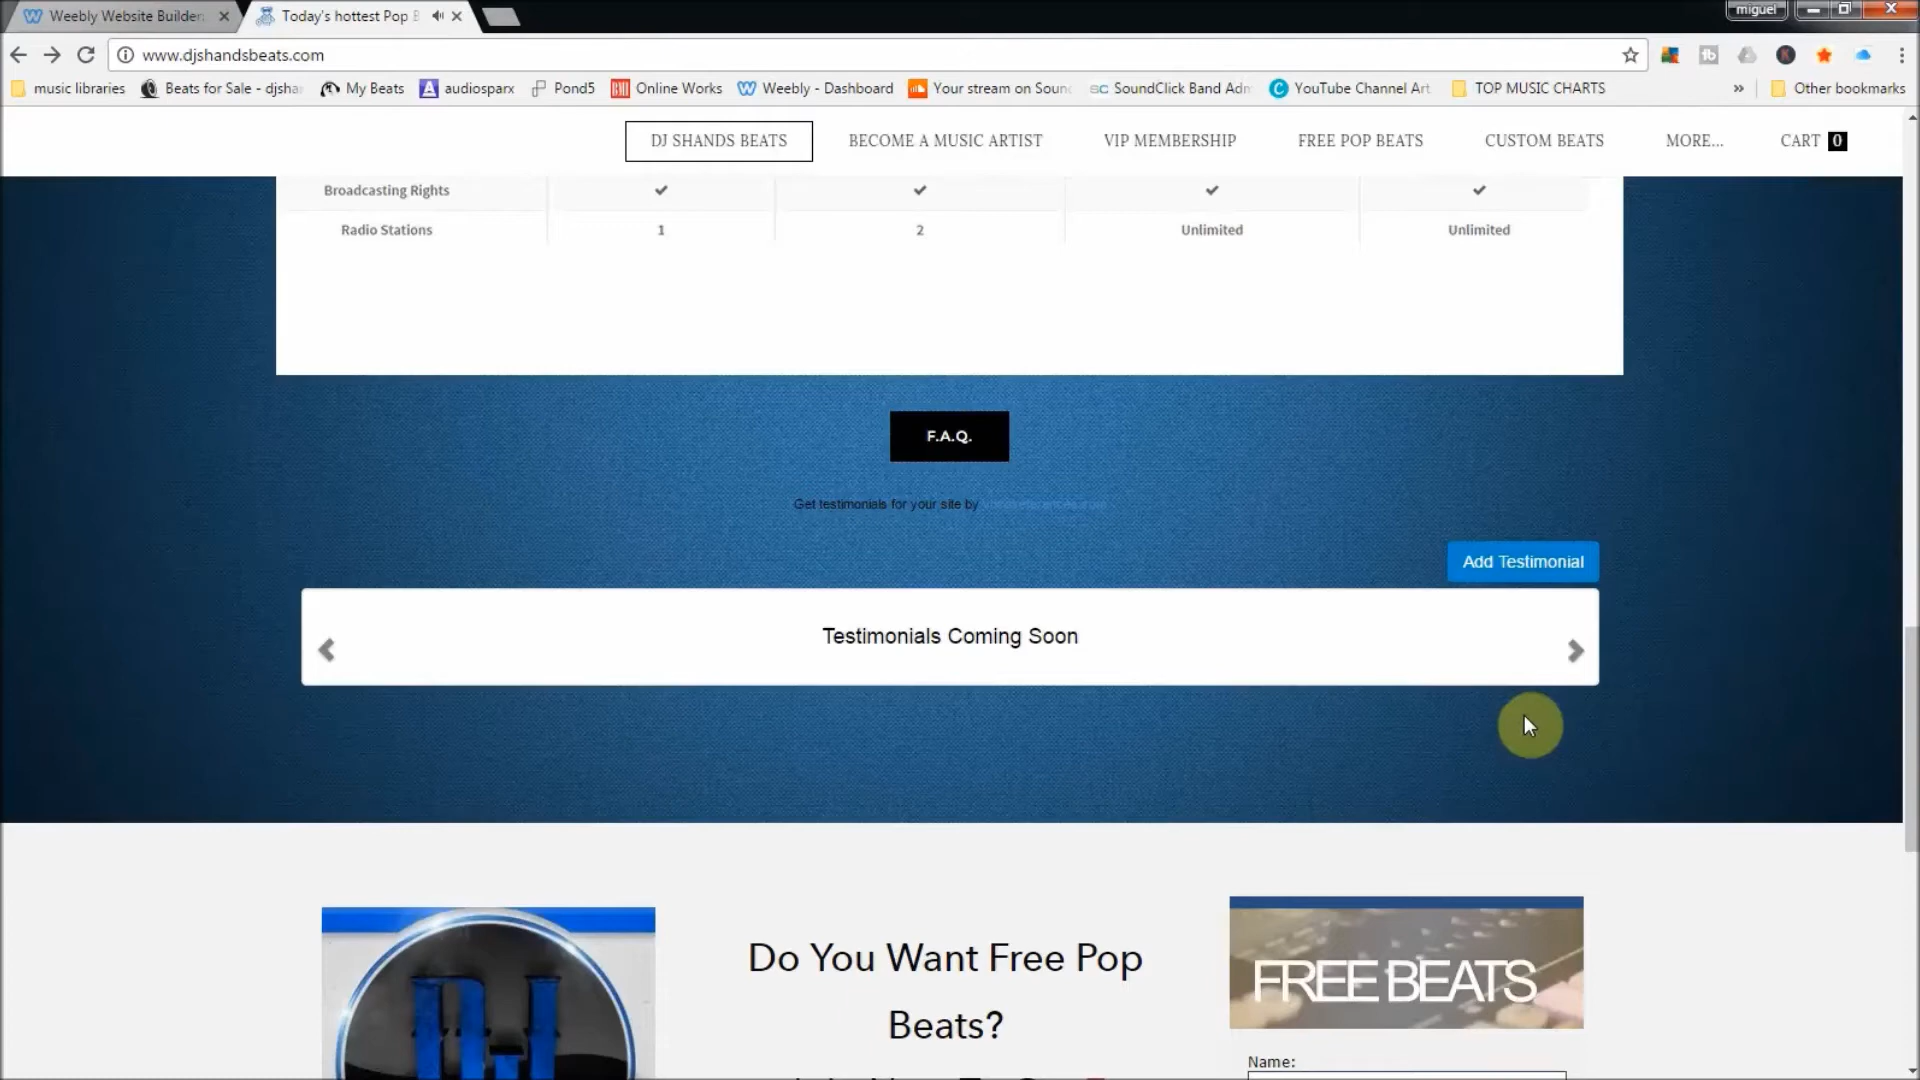 Weebly Website Builder
Today's hottest Pop B
miguel
www.djshandsbeats.com
music libraries
Beats for Sale - djshan
My Beats
audiosparx
Pond5
Online Works
Weebly - Dashboard
Your stream on Soun
SoundClick Band Adm
YouTube Channel Art
TOP MUSIC CHARTS
»
Other bookmarks
DJ SHANDS BEATS
BECOME A MUSIC ARTIST
VIP MEMBERSHIP
FREE POP BEATS
CUSTOM BEATS
MORE...
CART 0
Broadcasting Rights
Radio Stations 1 2 Unlimited Unlimited
F.A.Q.
Get testimonials for your site by
Add Testimonial
Testimonials Coming Soon
Do You Want Free Pop
Beats?
FREE BEATS
Name: